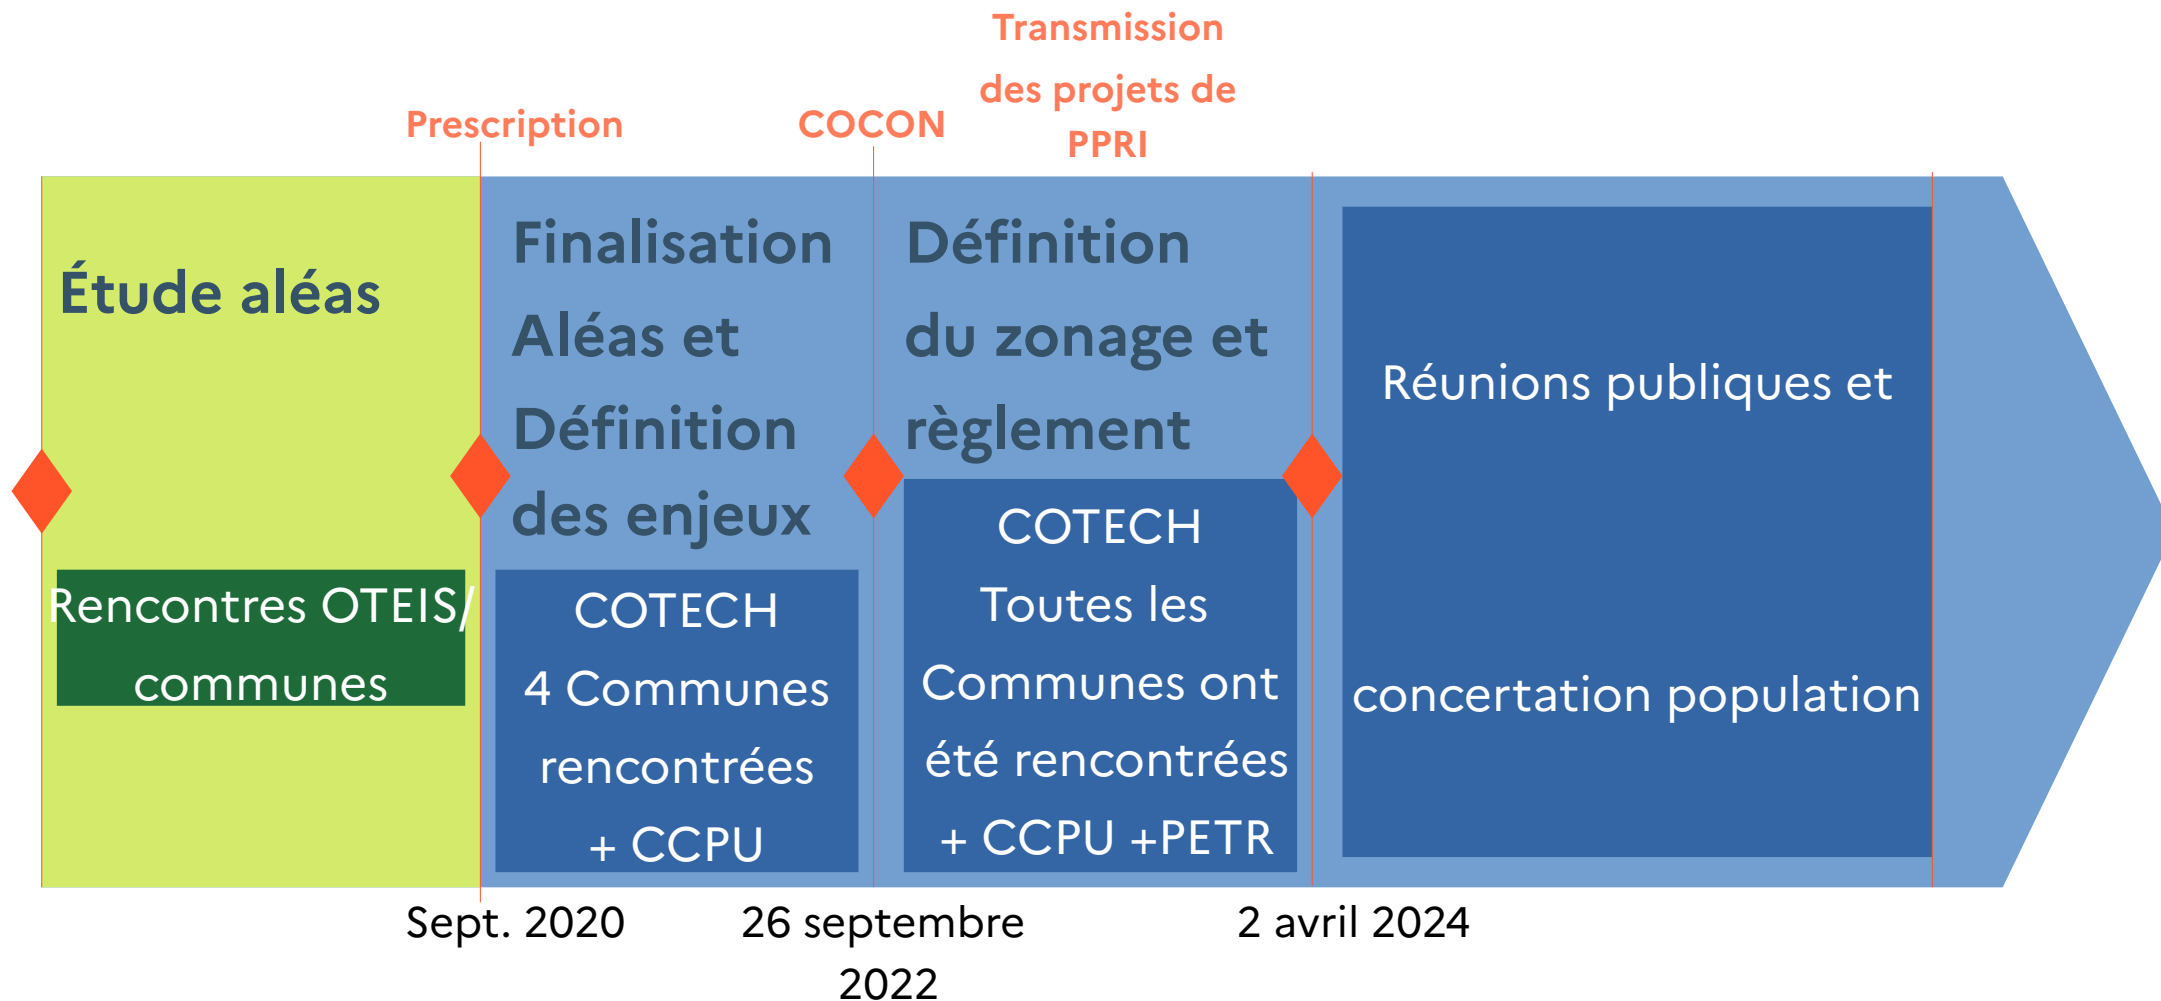 Transmission
des projets de
PPRI
Prescription
COCON
Étude aléas
Rencontres OTEIS/
communes
Finalisation
Aléas et
Définition
des enjeux
COTECH
4 Communes
rencontrées
+ CCPU
Définition
du zonage et
règlement
COTECH
Toutes les
Communes ont
été rencontrées
+ CCPU +PETR
Réunions publiques et
concertation population
Sept. 2020
26 septembre
2022
2 avril 2024